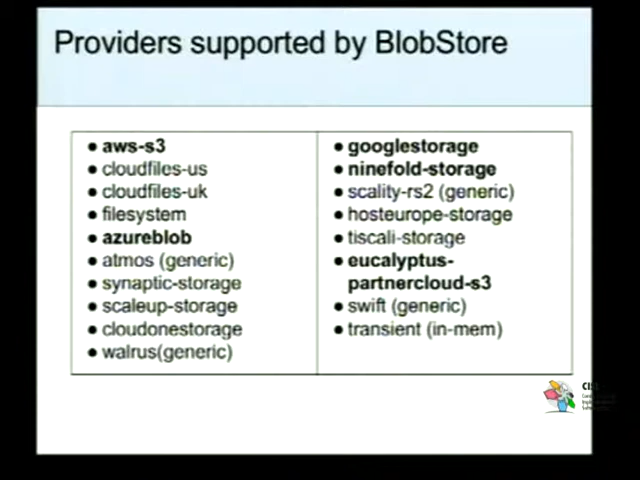 Providers supported by BlobStore
● aws-s3
● cloudfiles-us
● cloudfiles-uk
● filesystem
● azureblob
● atmos (generic)
● synaptic-storage
● scaleup-storage
● cloudonestorage
● walrus(generic)
● googlestorage
● ninefold-storage
● scality-rs2 (generic)
● hosteurope-storage
● tiscali-storage
● eucalyptus-
partnercloud-s3
● swift (generic)
● transient (in-mem)